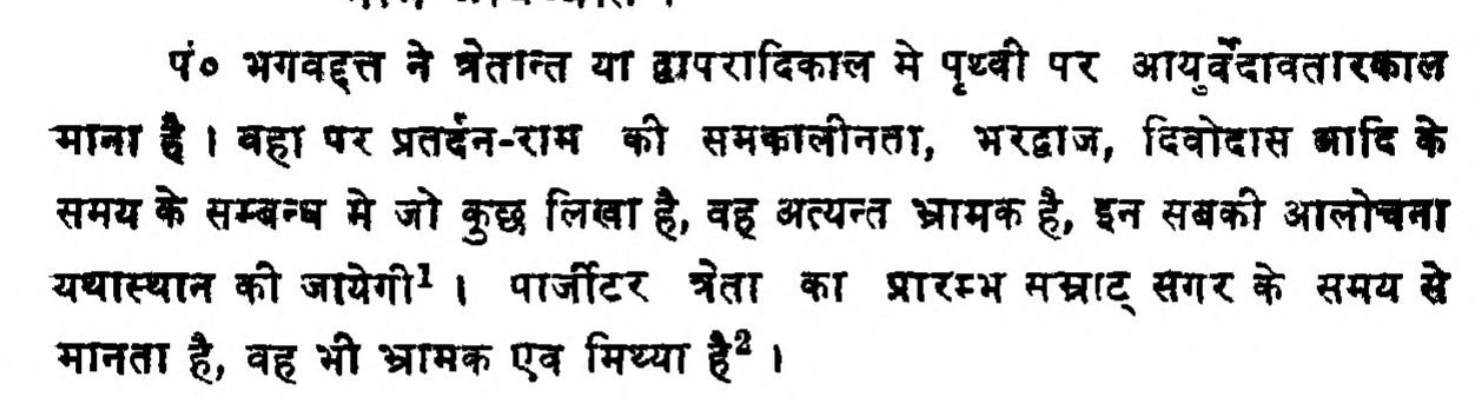 पं० भगवद्दत्त ने त्रेतान्त या द्वापरादिकाल मे पृथ्वी पर आयुर्वेदावतारकाल
माना है । वहा पर प्रतर्दन-राम की समकालीनता, भरद्वाज, दिवोदास आदि के
समय के सम्बन्ध मे जो कुछ लिखा है, वह अत्यन्त भ्रामक है, इन सबकी आलोचना
यथास्थान की जायेगी¹ । पार्जीटर त्रेता का प्रारम्भ सम्राट् सगर के समय से
मानता है, वह भी भ्रामक एव मिथ्या है² ।